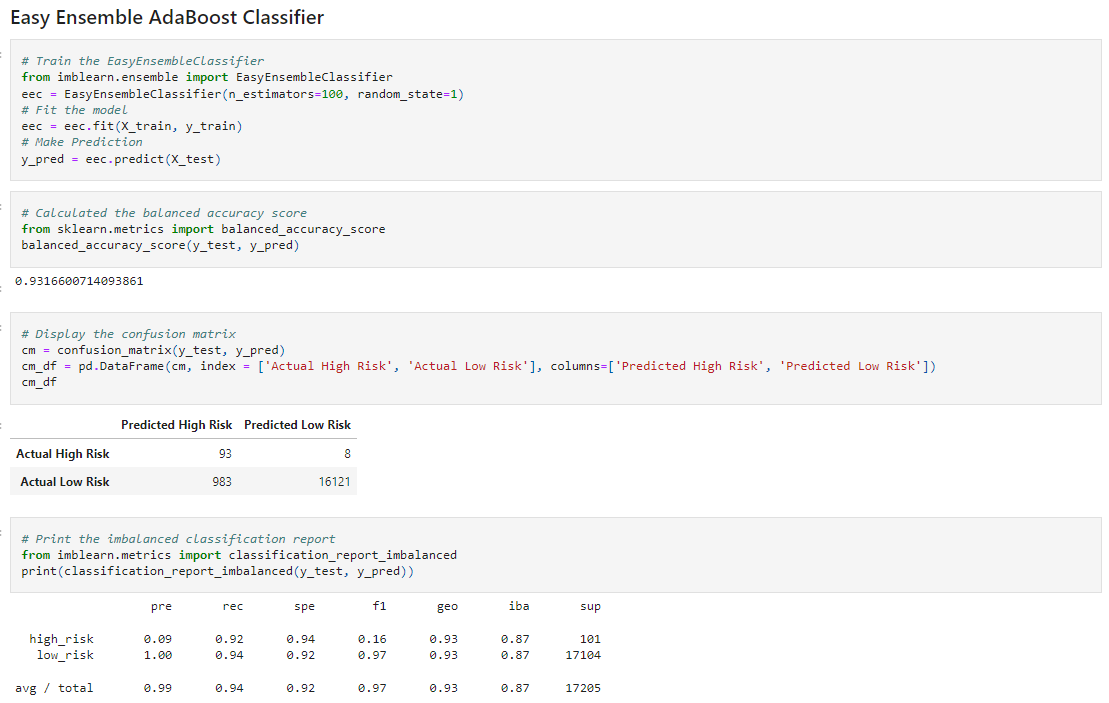 Easy Ensemble AdaBoost Classifier
# Train the EasyEnsembleClassifier
from imblearn.ensemble import EasyEnsembleClassifier
eec = EasyEnsembleClassifier(n_estimators=100, random_state=1)
# Fit the model
eec = eec.fit(X_train, y_train)
# Make Prediction
y_pred = eec.predict(X_test)
# Calculated the balanced accuracy score
from sklearn.metrics import balanced_accuracy_score
balanced_accuracy_score(y_test, y_pred)
0.9316600714093861
# Display the confusion matrix
cm = confusion_matrix(y_test, y_pred)
cm_df = pd.DataFrame(cm, index = ['Actual High Risk', 'Actual Low Risk'], columns=['Predicted High Risk', 'Predicted Low Risk'])
cm_df
Predicted High Risk Predicted Low Risk
Actual High Risk 93 8
Actual Low Risk 983 16121
# Print the imbalanced classification report
from imblearn.metrics import classification_report_imbalanced
print(classification_report_imbalanced(y_test, y_pred))
pre rec spe f1 geo iba sup
high_risk 0.09 0.92 0.94 0.16 0.93 0.87 101
low_risk 1.00 0.94 0.92 0.97 0.93 0.87 17104
avg / total 0.99 0.94 0.92 0.97 0.93 0.87 17205